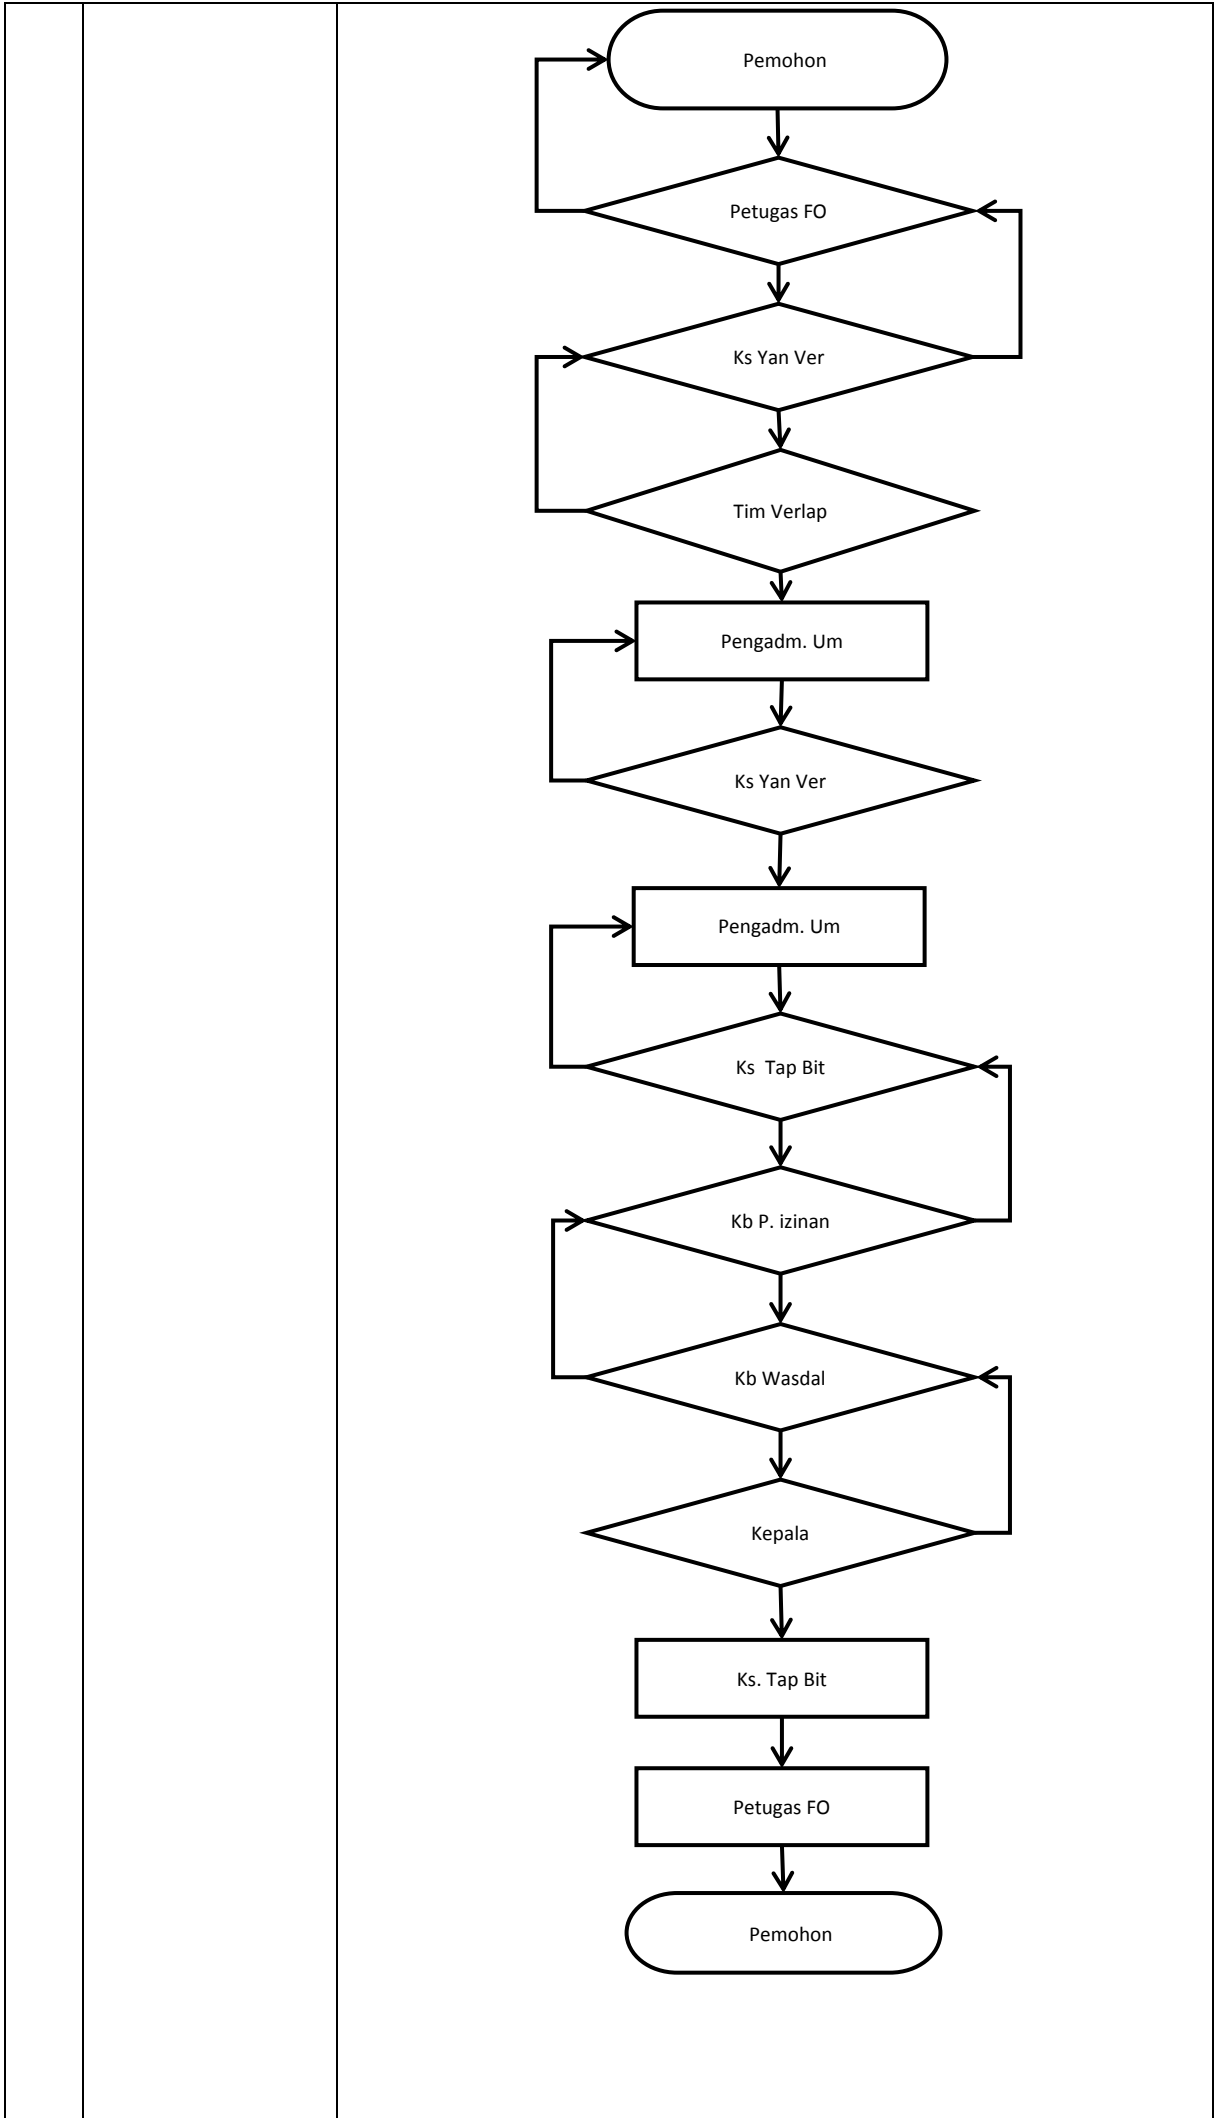 Pemohon
Petugas FO
Ks Yan Ver
Tim Verlap
Pengadm. Um
Ks Yan Ver
Pengadm. Um
Ks  Tap Bit
Kb P. izinan
Kb Wasdal
Kepala
Ks. Tap Bit
Petugas FO
Pemohon